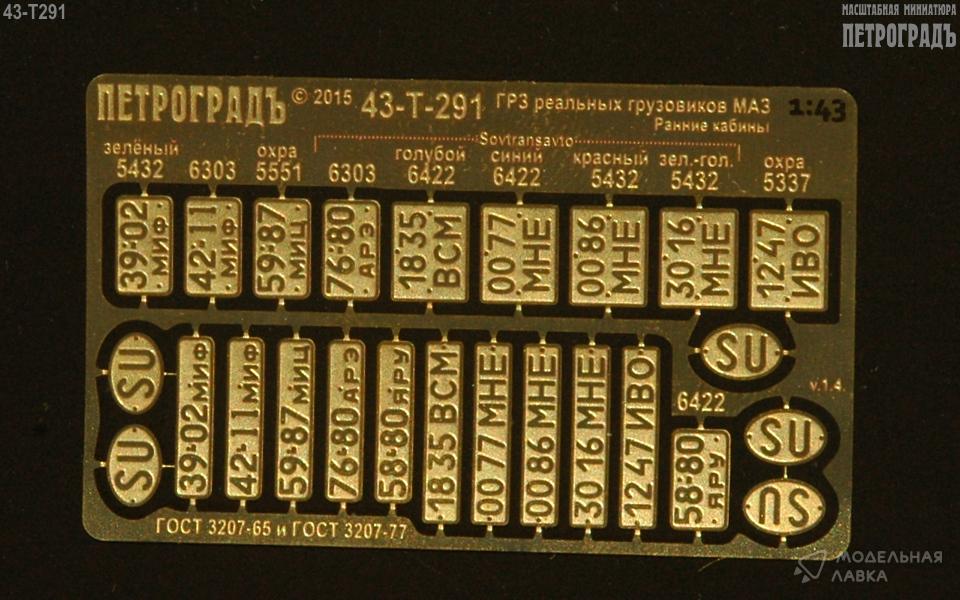 43-T291
МАСШТАБНАЯ МИНИАТЮРА
ПЕТРОГРАДЪ
ПЕТРОГРАДЪ © 2015 43-Т-291 ГРЗ реальных грузовиков МАЗ 1:43
Ранние кабины
Sovtransavto
зелёный охра голубой синий красный зел.-гол. охра
5432 6303 5551 6303 6422 6422 5432 5432 5337
39-02 МИФ
42-11 МИФ
59-87 МИЦ
76-80 АРЭ
18 35 ВСМ
00 77 МНЕ
00 86 МНЕ
30 16 МНЕ
12 47 ИВО
SU
SU
SU
39-02 МИФ
42-11 МИФ
59-87 МИЦ
76-80 АРЭ
58-80 ЯРУ
18 35 ВСМ
00 77 МНЕ
00 86 МНЕ
30 16 МНЕ
12 47 ИВО
6422
58-80 ЯРУ
v.1.4.
SU
SU
ГОСТ 3207-65 и ГОСТ 3207-77
МОДЕЛЬНАЯ
ЛАВКА